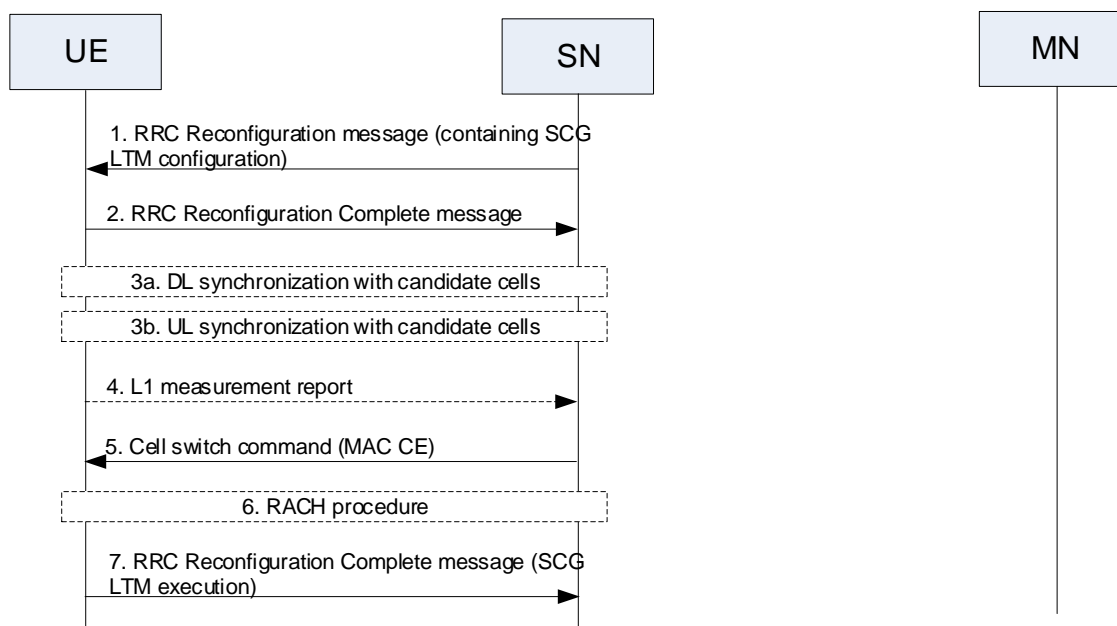 UE
SN
MN
1. RRC Reconfiguration message (containing SCG
LTM configuration)
2. RRC Reconfiguration Complete message
3a. DL synchronization with candidate cells
3b. UL synchronization with candidate cells
4. L1 measurement report
5. Cell switch command (MAC CE)
6. RACH procedure
7. RRC Reconfiguration Complete message (SCG
LTM execution)